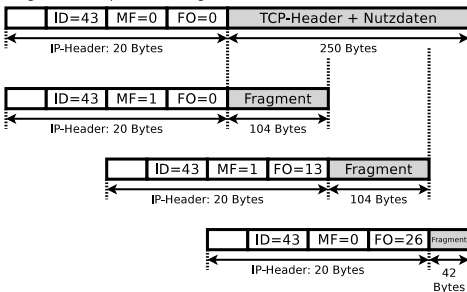 ID=43 MF=0 FO=0 TCP-Header + Nutzdaten
IP-Header: 20 Bytes 250 Bytes
ID=43 MF=1 FO=0 Fragment
IP-Header: 20 Bytes 104 Bytes
ID=43 MF=1 FO=13 Fragment
IP-Header: 20 Bytes 104 Bytes
ID=43 MF=0 FO=26 Fragment
IP-Header: 20 Bytes 42
Bytes